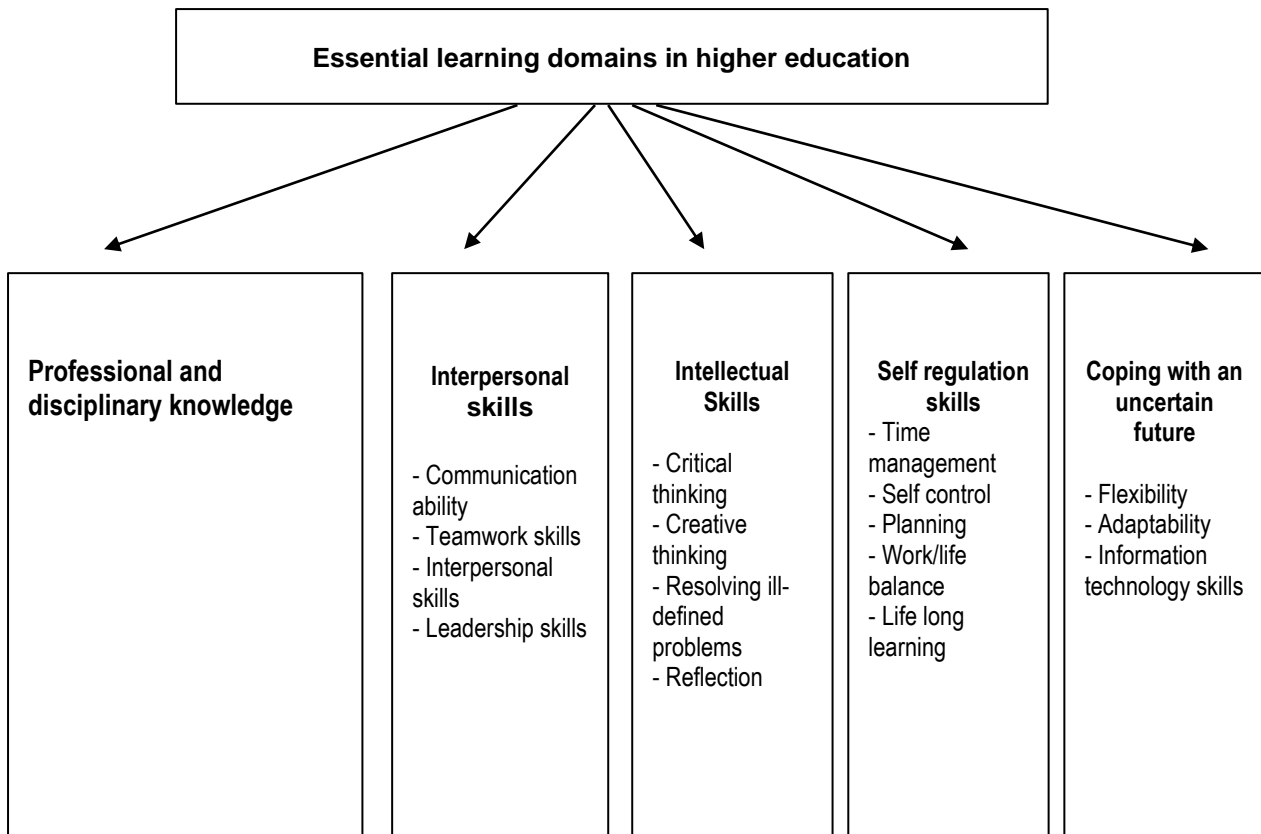 Essential learning domains in higher education
Professional and
disciplinary knowledge
Interpersonal
skills
- Communication
ability
- Teamwork skills
- Interpersonal
skills
- Leadership skills
Intellectual
Skills
- Critical
thinking
- Creative
thinking
- Resolving ill-
defined
problems
- Reflection
Self regulation
skills
- Time
management
- Self control
- Planning
- Work/life
balance
- Life long
learning
Coping with an
uncertain
future
- Flexibility
- Adaptability
- Information
technology skills